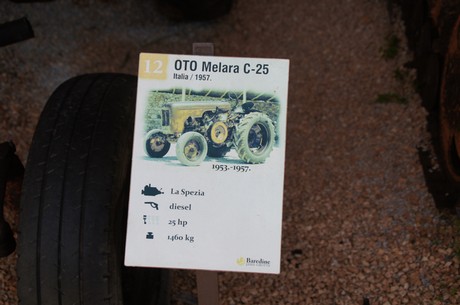 12
OTO Melara C-25
Italia / 1957.
1953.-1957.
La Spezia
diesel
25 hp
1460 kg
Baredine